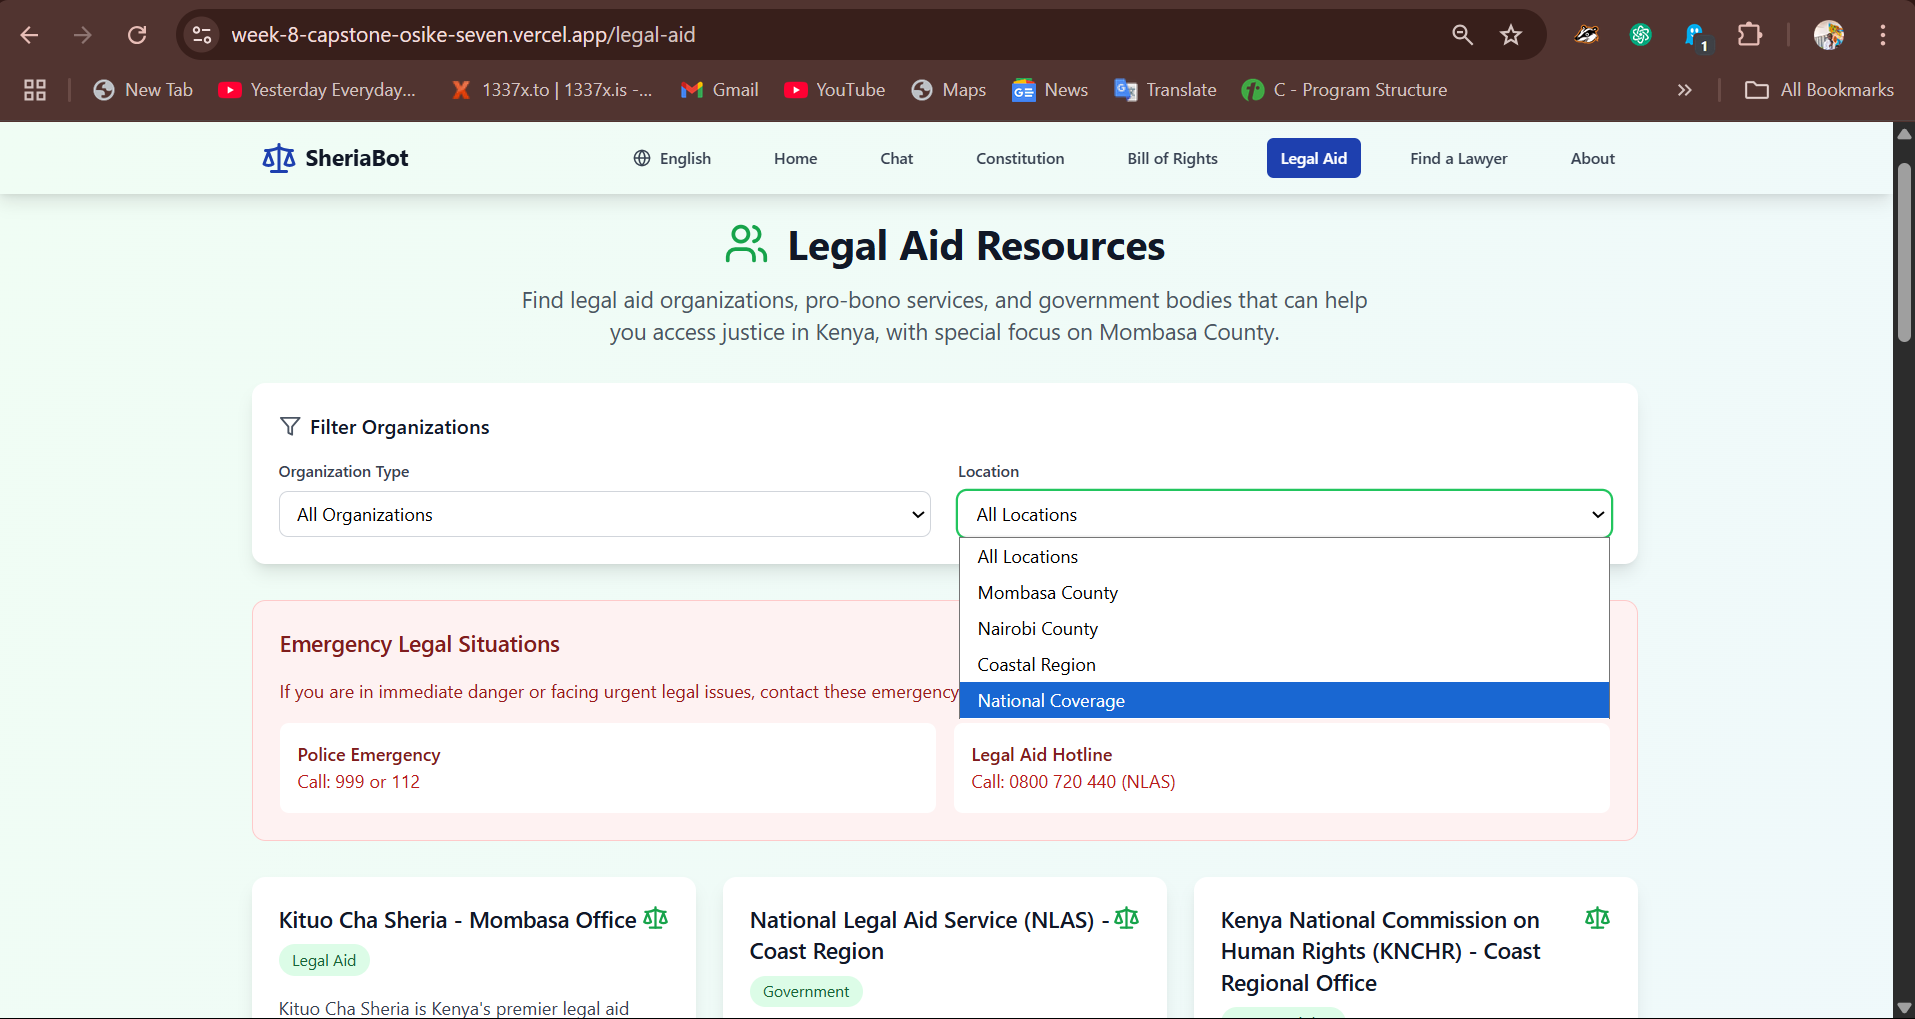 week-8-capstone-osike-seven.vercel.app/legal-aid
1
New Tab
Yesterday Everyday...
1337x.to | 1337x.is -...
Gmail
YouTube
Maps
News
Translate
C - Program Structure
All Bookmarks
SheriaBot
English
Home
Chat
Constitution
Bill of Rights
Legal Aid
Find a Lawyer
About
Legal Aid Resources
Find legal aid organizations, pro-bono services, and government bodies that can help
you access justice in Kenya, with special focus on Mombasa County.
Filter Organizations
Organization Type
All Organizations
Location
All Locations
All Locations
Mombasa County
Nairobi County
Coastal Region
National Coverage
Emergency Legal Situations
If you are in immediate danger or facing urgent legal issues, contact these emergency
Police Emergency
Call: 999 or 112
Legal Aid Hotline
Call: 0800 720 440 (NLAS)
Kituo Cha Sheria - Mombasa Office
Legal Aid
Kituo Cha Sheria is Kenya's premier legal aid
National Legal Aid Service (NLAS) -
Coast Region
Government
Kenya National Commission on
Human Rights (KNCHR) - Coast
Regional Office